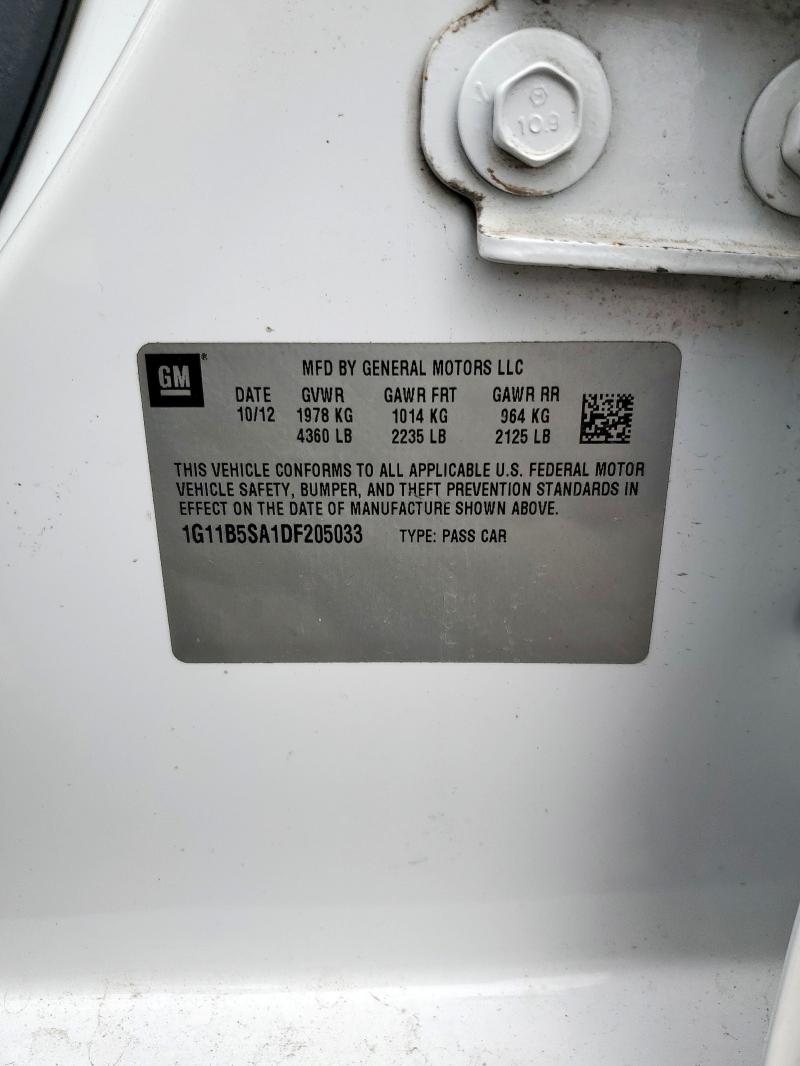 10.9
GM®
MFD BY GENERAL MOTORS LLC
DATE GVWR GAWR FRT GAWR RR
10/12 1978 KG 1014 KG 964 KG
4360 LB 2235 LB 2125 LB
THIS VEHICLE CONFORMS TO ALL APPLICABLE U.S. FEDERAL MOTOR
VEHICLE SAFETY, BUMPER, AND THEFT PREVENTION STANDARDS IN
EFFECT ON THE DATE OF MANUFACTURE SHOWN ABOVE.
1G11B5SA1DF205033 TYPE: PASS CAR